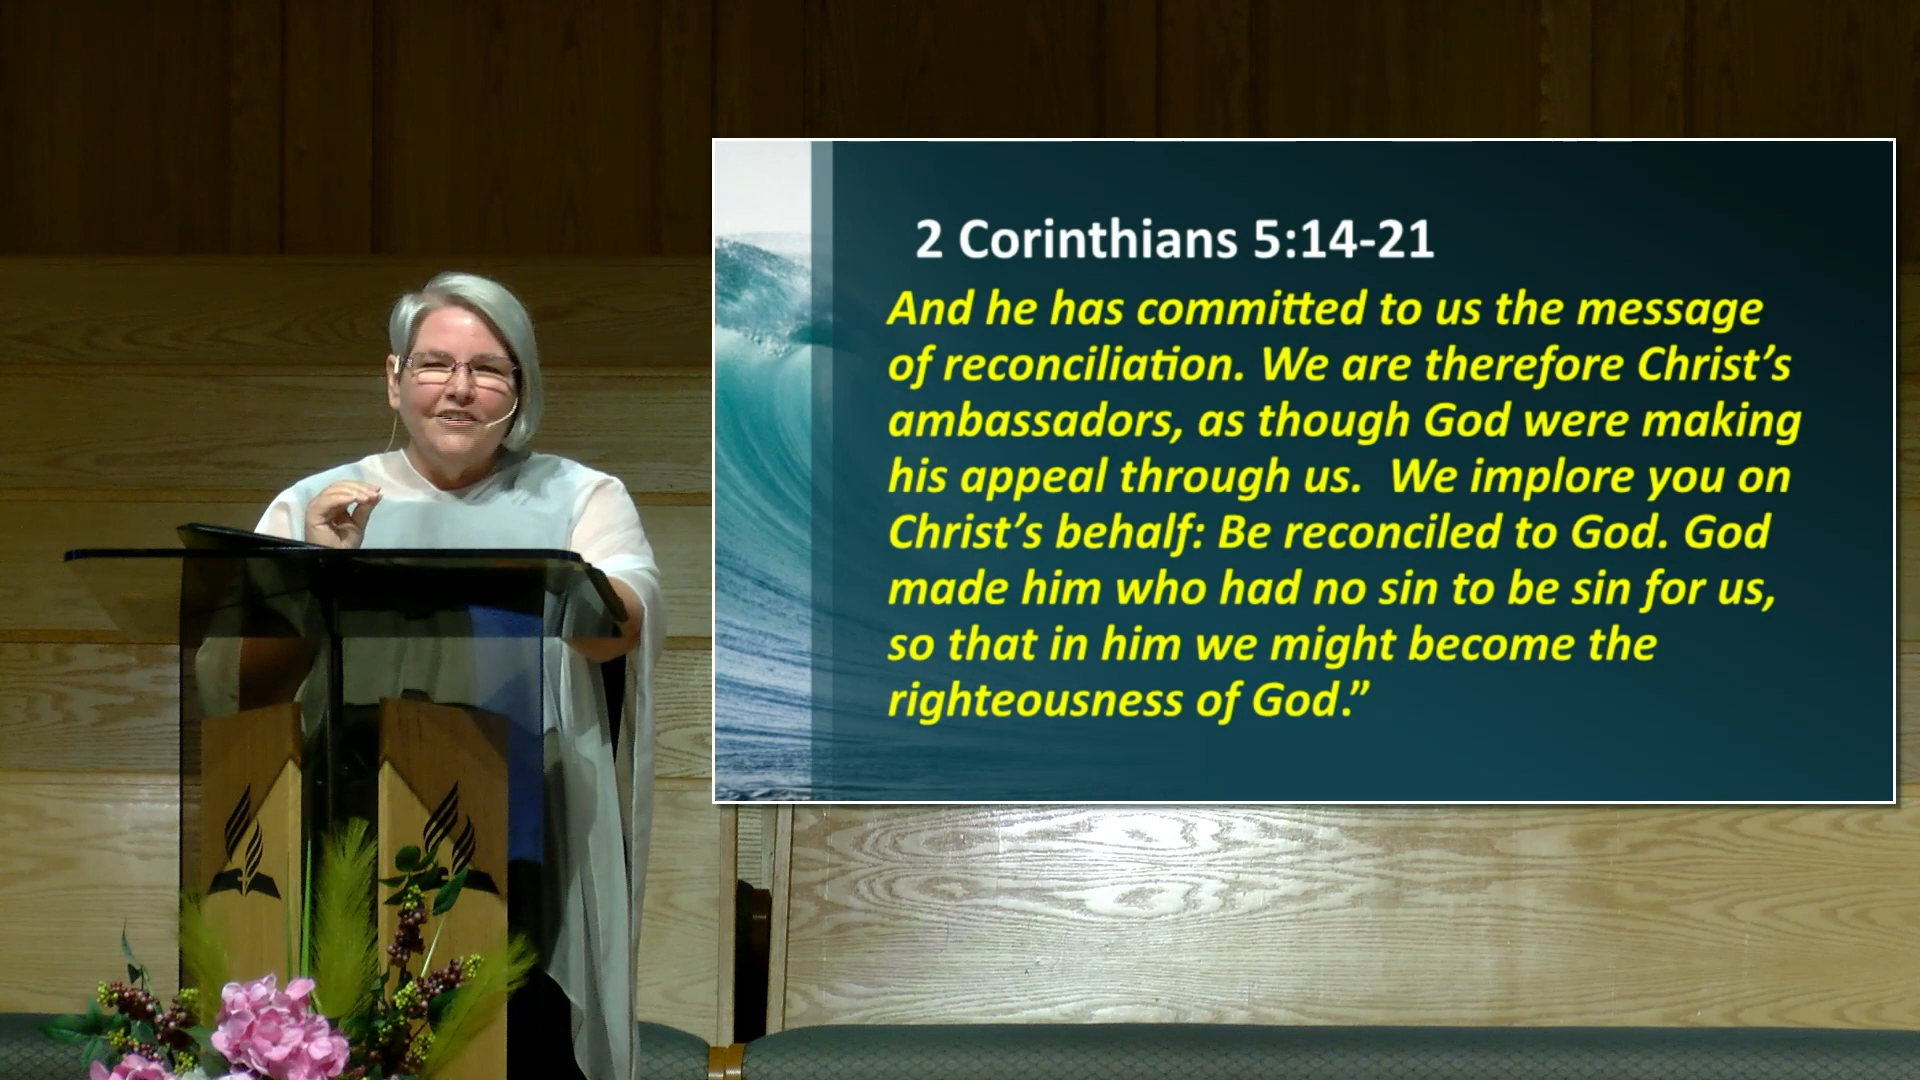 2 Corinthians 5:14-21
And he has committed to us the message
of reconciliation. We are therefore Christ’s
ambassadors, as though God were making
his appeal through us.  We implore you on
Christ’s behalf: Be reconciled to God. God
made him who had no sin to be sin for us,
so that in him we might become the
righteousness of God.”